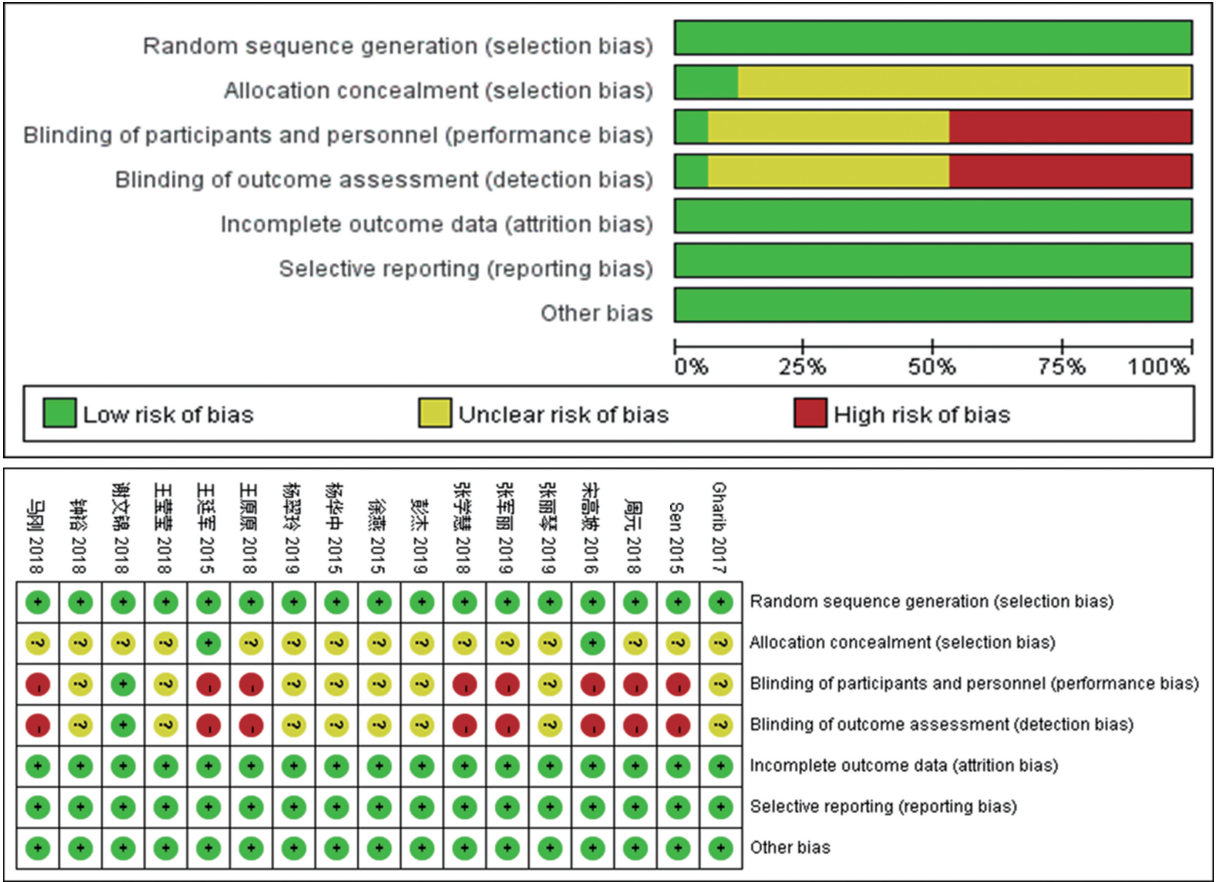 Random sequence generation (selection bias)
Allocation concealment (selection bias)
Blinding of participants and personnel (performance bias)
Blinding of outcome assessment (detection bias)
Incomplete outcome data (attrition bias)
Selective reporting (reporting bias)
Other bias
0% 25% 50% 75% 100%
Low risk of bias Unclear risk of bias High risk of bias
马刚 2018
钟裕 2018
谢文锦 2018
王莹莹 2018
王廷军 2015
王原原 2018
杨翠玲 2019
杨华中 2015
徐燕 2015
彭杰 2019
张学慧 2018
张军丽 2019
张丽琴 2019
宋高坡 2016
周元 2018
Sen 2015
Gharib 2017
+ + + + + + + + + + + + + + + + + Random sequence generation (selection bias)
? ? ? ? + ? ? ? ? ? ? ? ? + ? ? ? Allocation concealment (selection bias)
- ? + ? - - ? ? ? ? - - ? - - - ? Blinding of participants and personnel (performance bias)
- ? + ? - - ? ? ? ? - - ? - - - ? Blinding of outcome assessment (detection bias)
+ + + + + + + + + + + + + + + + + Incomplete outcome data (attrition bias)
+ + + + + + + + + + + + + + + + + Selective reporting (reporting bias)
+ + + + + + + + + + + + + + + + + Other bias